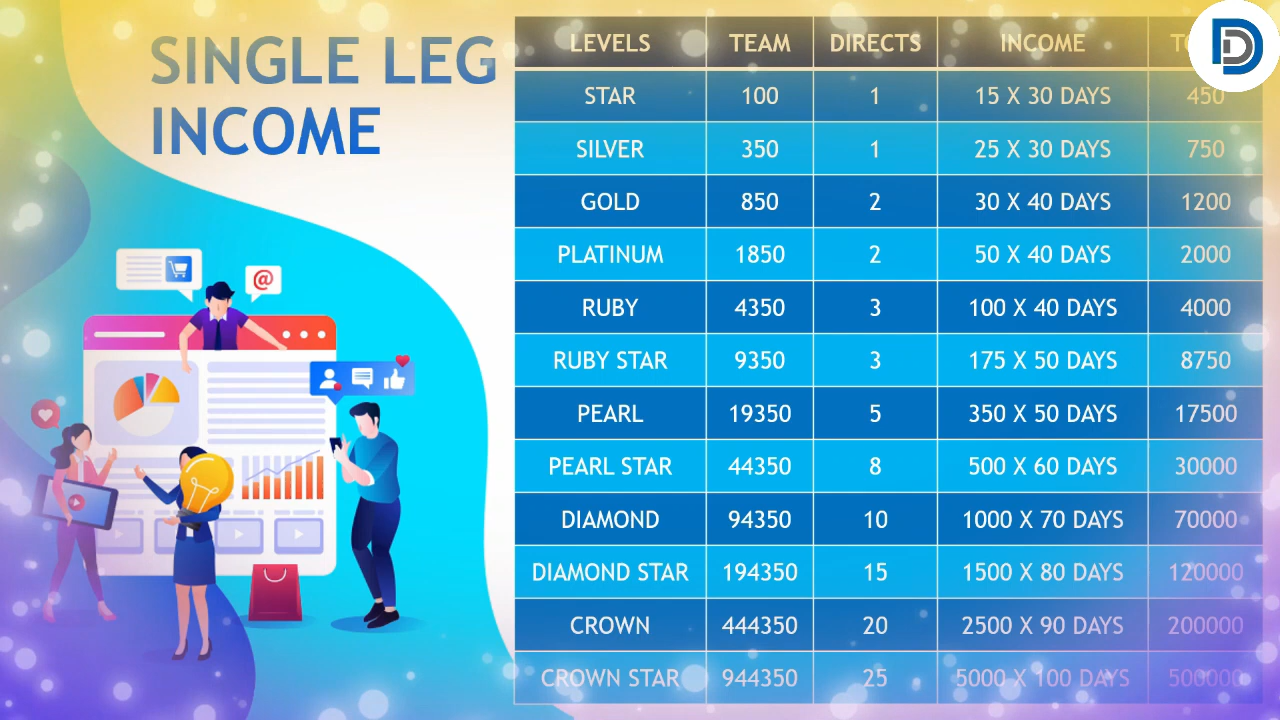 SINGLE LEG
INCOME
LEVELS TEAM DIRECTS INCOME
STAR 100 1 15 X 30 DAYS 450
SILVER 350 1 25 X 30 DAYS 750
GOLD 850 2 30 X 40 DAYS 1200
PLATINUM 1850 2 50 X 40 DAYS 2000
RUBY 4350 3 100 X 40 DAYS 4000
RUBY STAR 9350 3 175 X 50 DAYS 8750
PEARL 19350 5 350 X 50 DAYS 17500
PEARL STAR 44350 8 500 X 60 DAYS 30000
DIAMOND 94350 10 1000 X 70 DAYS 70000
DIAMOND STAR 194350 15 1500 X 80 DAYS 120000
CROWN 444350 20 2500 X 90 DAYS 200000
CROWN STAR 944350 25 5000 X 100 DAYS 500000
@